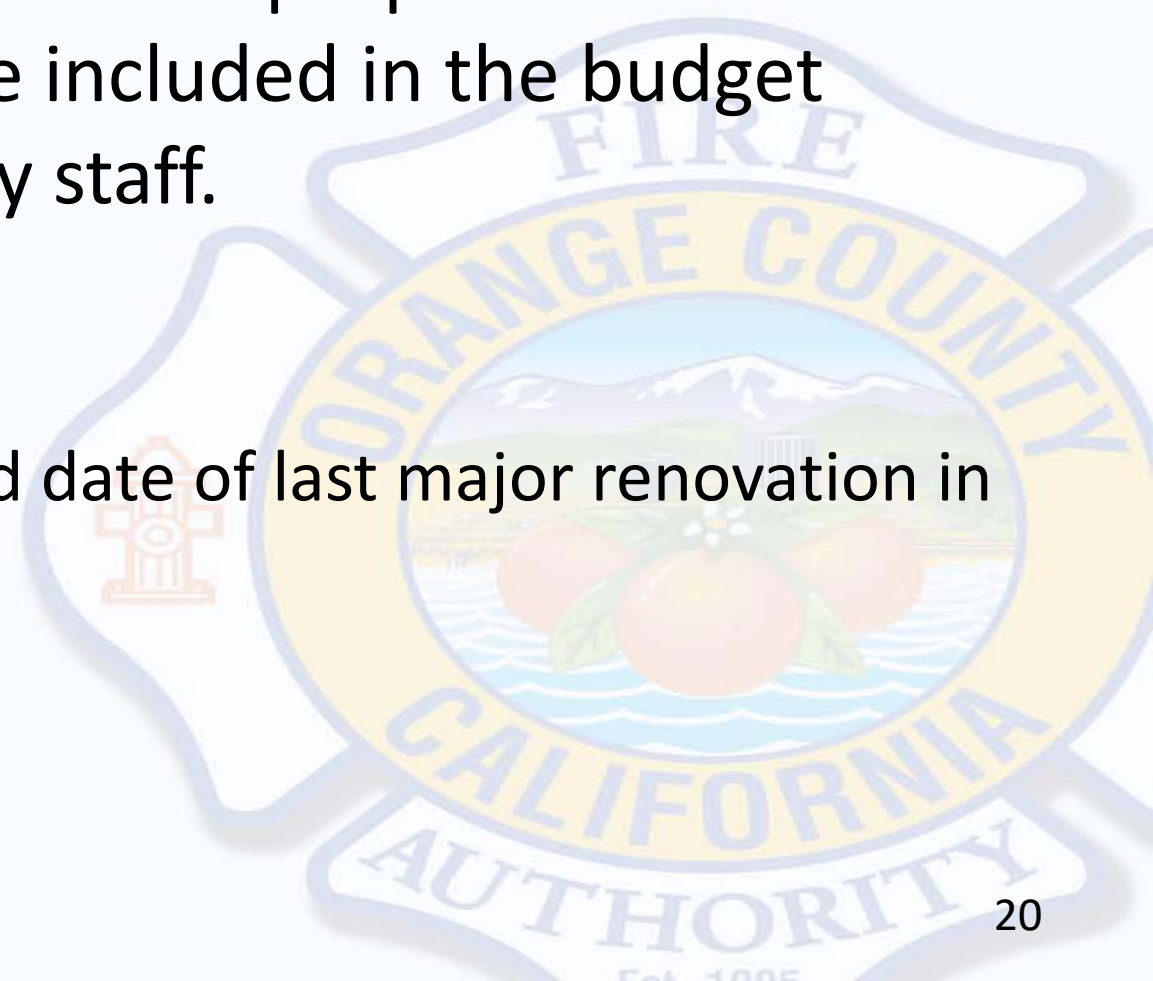 e included in the budget
y staff.
d date of last major renovation in
FIRE
ORANGE COUNTY
CALIFORNIA
AUTHORITY
20